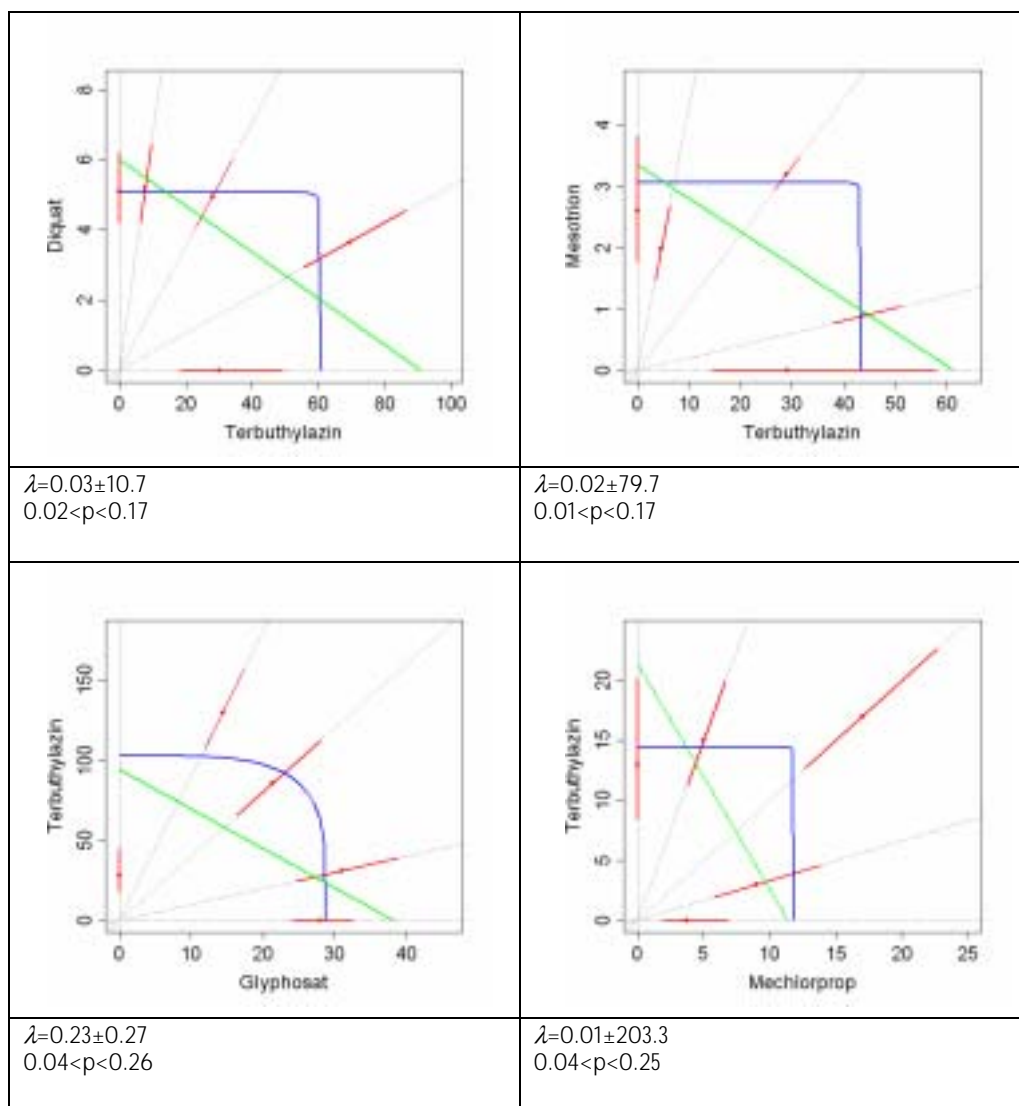 8
6
4
2
0
Diquat
0 20 40 60 80 100
Terbuthylazin
4
3
2
1
0
Mesotrion
0 10 20 30 40 50 60
Terbuthylazin
λ=0.03±10.7
0.02<p<0.17
λ=0.02±79.7
0.01<p<0.17
150
100
50
0
Terbuthylazin
0 10 20 30 40
Glyphosat
20
15
10
5
0
Terbuthylazin
0 5 10 15 20 25
Mechlorprop
λ=0.23±0.27
0.04<p<0.26
λ=0.01±203.3
0.04<p<0.25